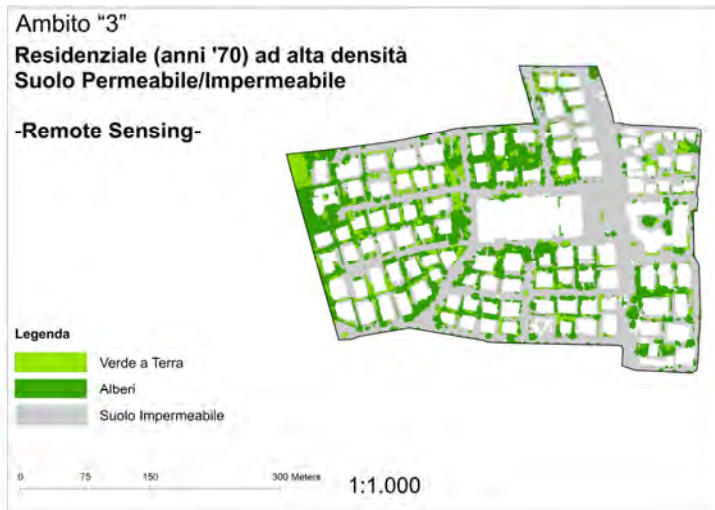 Ambito “3”
Residenziale (anni '70) ad alta densità
Suolo Permeabile/Impermeabile
-Remote Sensing-
Legenda
Verde a Terra
Alberi
Suolo Impermeabile
0 75 150 300 Meters
1:1.000